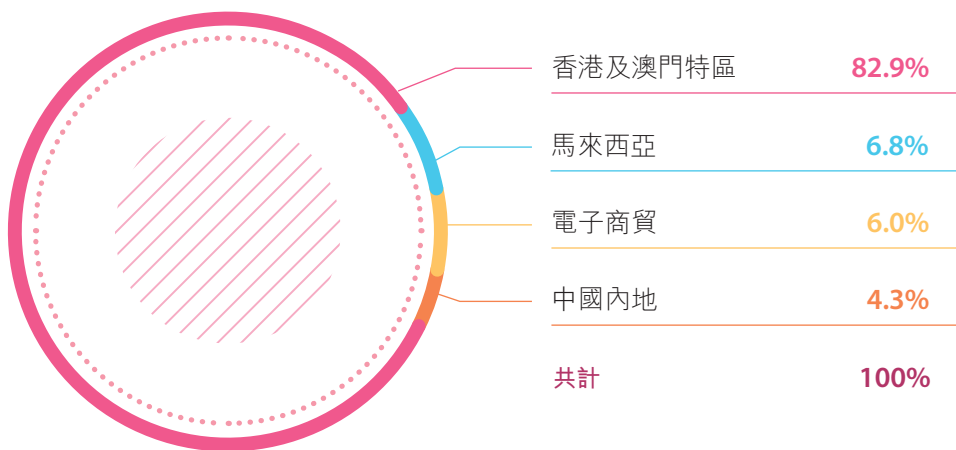 香港及澳門特區 82.9%
馬來西亞 6.8%
電子商貿 6.0%
中國內地 4.3%
共計 100%